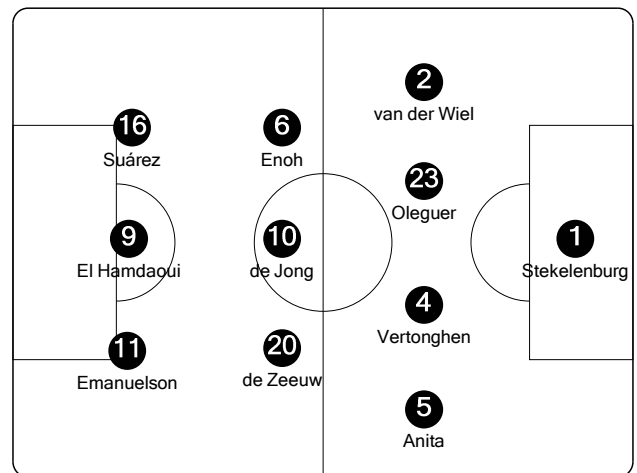 2
van der Wiel
16
Suárez
6
Enoh
23
Oleguer
9
El Hamdaoui
10
de Jong
1
Stekelenburg
4
Vertonghen
11
Emanuelson
20
de Zeeuw
5
Anita